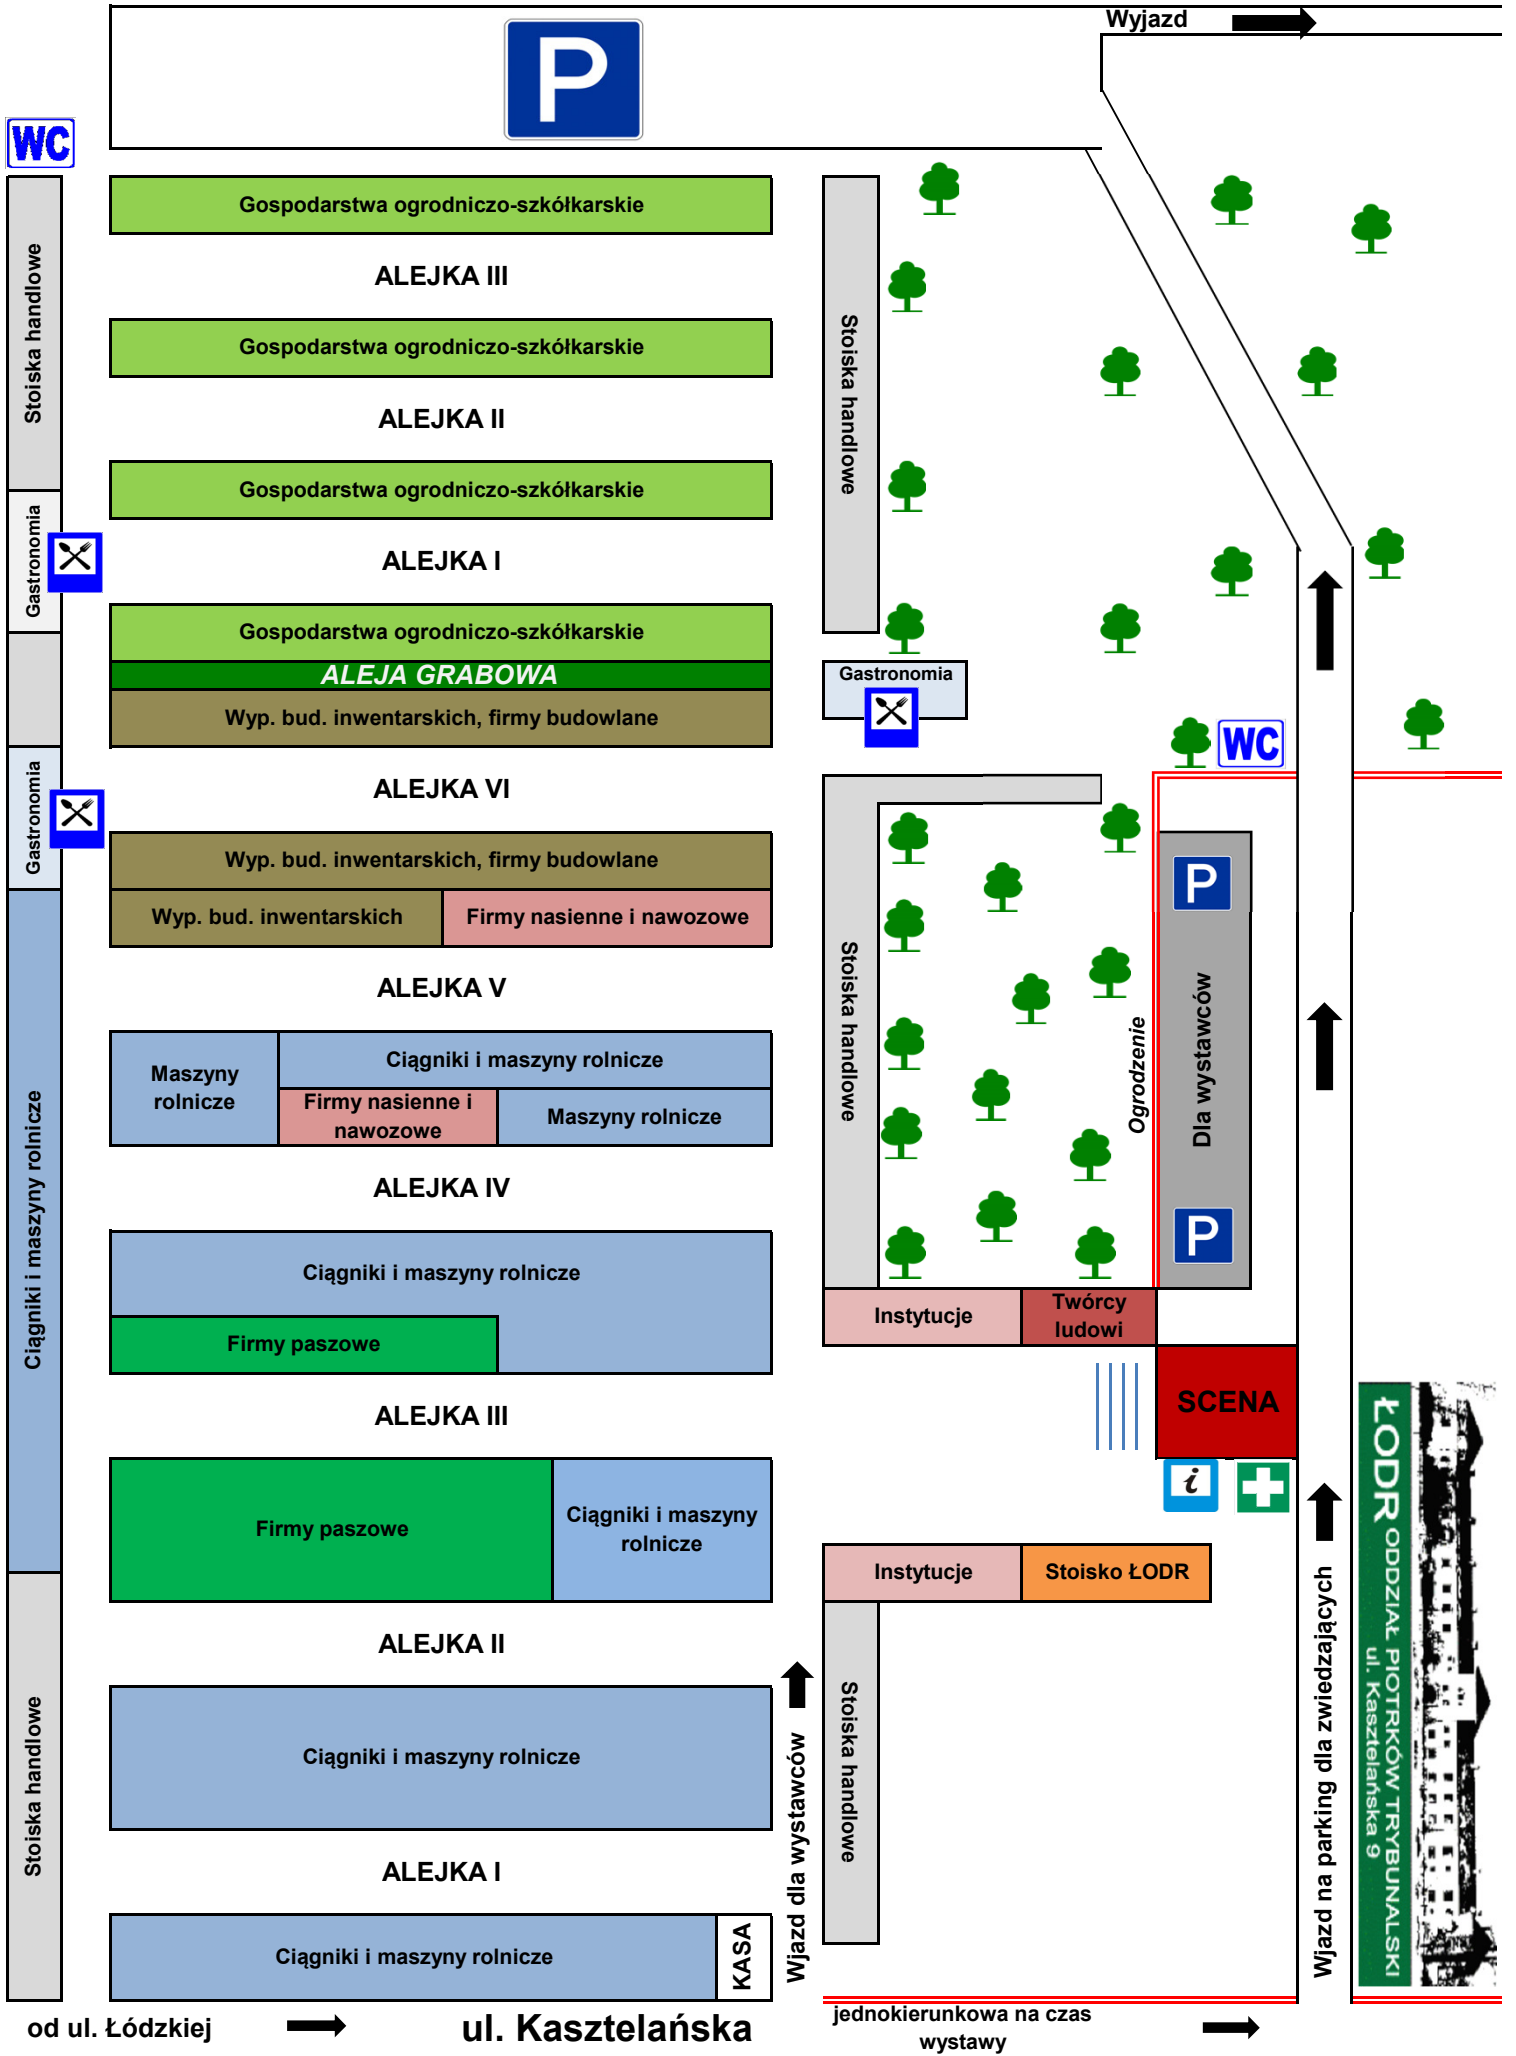 Wyjazd
P
WC
Gospodarstwa ogrodniczo-szkółkarskie
ALEJKA III
Stoiska handlowe
Stoiska handlowe
Gospodarstwa ogrodniczo-szkółkarskie
ALEJKA II
Gospodarstwa ogrodniczo-szkółkarskie
Gastronomia
ALEJKA I
Gospodarstwa ogrodniczo-szkółkarskie
ALEJA GRABOWA
Gastronomia
Wyp. bud. inwentarskich, firmy budowlane
WC
ALEJKA VI
Gastronomia
Wyp. bud. inwentarskich, firmy budowlane
P
Wyp. bud. inwentarskich
Firmy nasienne i nawozowe
ALEJKA V
Stoiska handlowe
Ogrodzenie
Dla wystawców
Maszyny
rolnicze
Ciągniki i maszyny rolnicze
Firmy nasienne i
nawozowe
Maszyny rolnicze
ALEJKA IV
Ciągniki i maszyny rolnicze
P
Ciągniki i maszyny rolnicze
Instytucje
Twórcy
ludowi
Firmy paszowe
SCENA
ALEJKA III
i
Firmy paszowe
Ciągniki i maszyny
rolnicze
Instytucje
Stoisko ŁODR
ALEJKA II
ŁODR ODDZIAŁ PIOTRKÓW TRYBUNALSKI
ul. Kasztelańska 9
Stoiska handlowe
Ciągniki i maszyny rolnicze
Wjazd dla wystawców
Stoiska handlowe
Wjazd na parking dla zwiedzających
ALEJKA I
Ciągniki i maszyny rolnicze
KASA
od ul. Łódzkiej
ul. Kasztelańska
jednokierunkowa na czas
wystawy